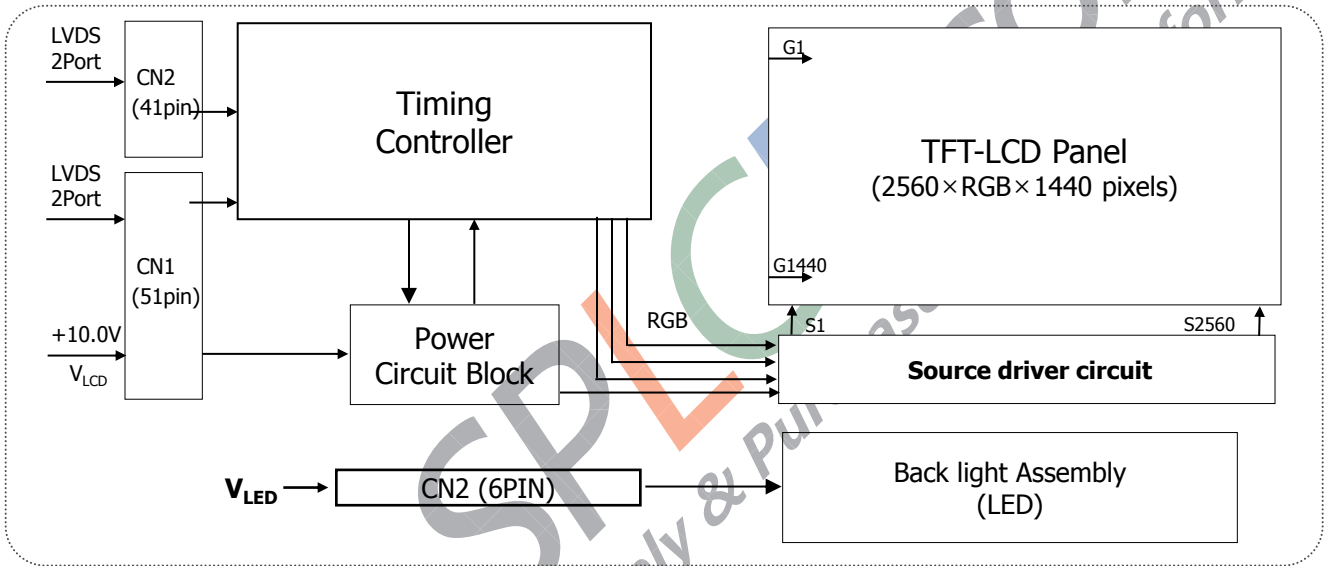 LVDS
2Port
CN2
(41pin)
Timing
Controller
LVDS
2Port
CN1
(51pin)
+10.0V
VLCD
Power
Circuit Block
RGB
G1
TFT-LCD Panel
(2560×RGB×1440 pixels)
G1440
S1
S2560
Source driver circuit
VLED
CN2 (6PIN)
Back light Assembly
(LED)